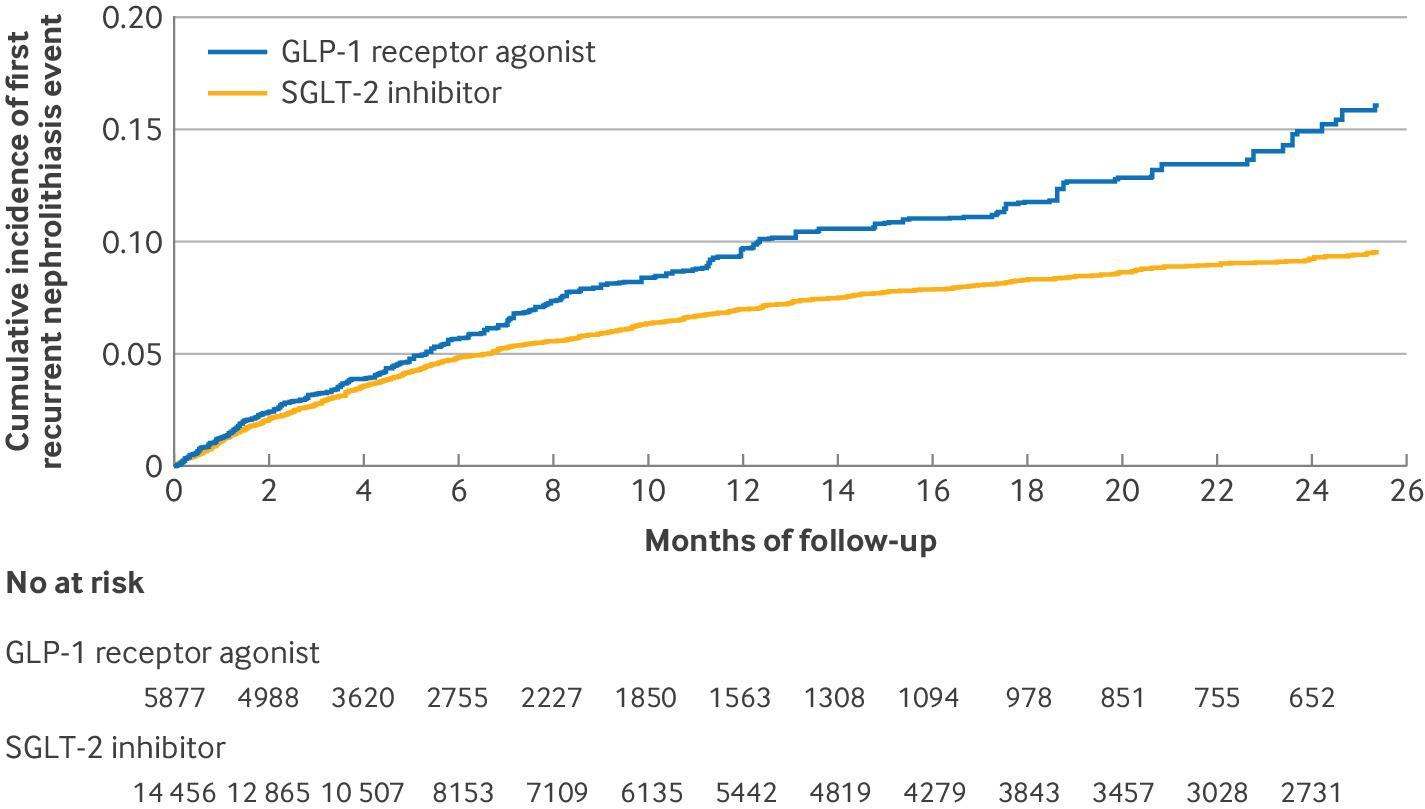 Cumulative incidence of first
recurrent nephrolithiasis event
0.20
0.15
0.10
0.05
0
GLP-1 receptor agonist
SGLT-2 inhibitor
0 2 4 6 8 10 12 14 16 18 20 22 24 26
Months of follow-up
No at risk
GLP-1 receptor agonist
5877 4988 3620 2755 2227 1850 1563 1308 1094 978 851 755 652
SGLT-2 inhibitor
14 456 12 865 10 507 8153 7109 6135 5442 4819 4279 3843 3457 3028 2731